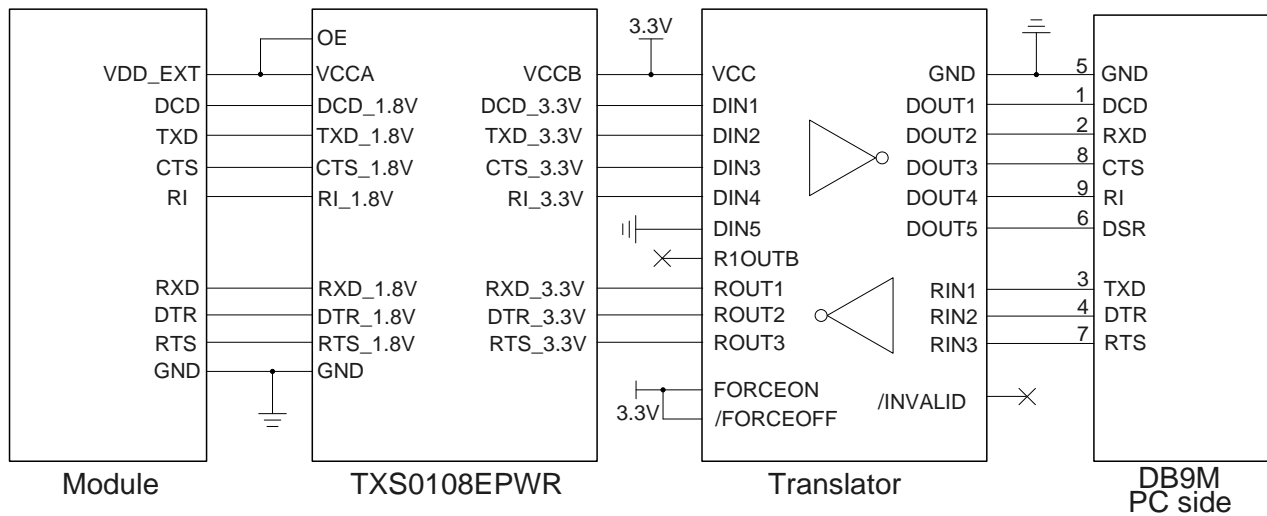 3.3V
OE
VDD_EXT VCCA VCCB VCC GND 5 GND
DCD DCD_1.8V DCD_3.3V DIN1 DOUT1 1 DCD
TXD TXD_1.8V TXD_3.3V DIN2 DOUT2 2 RXD
CTS CTS_1.8V CTS_3.3V DIN3 DOUT3 8 CTS
RI RI_1.8V RI_3.3V DIN4 DOUT4 9 RI
DIN5 DOUT5 6 DSR
R1OUTB
RXD RXD_1.8V RXD_3.3V ROUT1 RIN1 3 TXD
DTR DTR_1.8V DTR_3.3V ROUT2 RIN2 4 DTR
RTS RTS_1.8V RTS_3.3V ROUT3 RIN3 7 RTS
GND GND
FORCEON
/INVALID
3.3V /FORCEOFF
Module TXS0108EPWR Translator DB9M
PC side